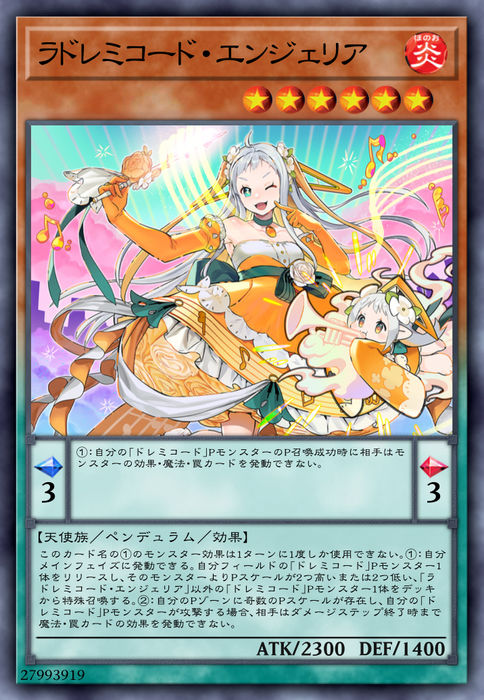 ラドレミコード・エンジェリア
ほのお
炎
①:自分の「ドレミコード」PモンスターのP召喚成功時に相手はモ
ンスターの効果・魔法・罠カードを発動できない。
3
3
【天使族/ペンデュラム/効果】
このカード名の①のモンスター効果は1ターンに1度しか使用できない。①:自分
メインフェイズに発動できる。自分フィールドの「ドレミコード」Pモンスター1
体をリリースし、そのモンスターよりPスケールが2つ高いまたは2つ低い、「ラ
ドレミコード・エンジェリア」以外の「ドレミコード」Pモンスター1体をデッキ
から特殊召喚する。②:自分のPゾーンに奇数のPスケールが存在し、自分の「ド
レミコード」Pモンスターが攻撃する場合、相手はダメージステップ終了時まで
魔法・罠カードの効果を発動できない。
ATK/2300 DEF/1400
27993919